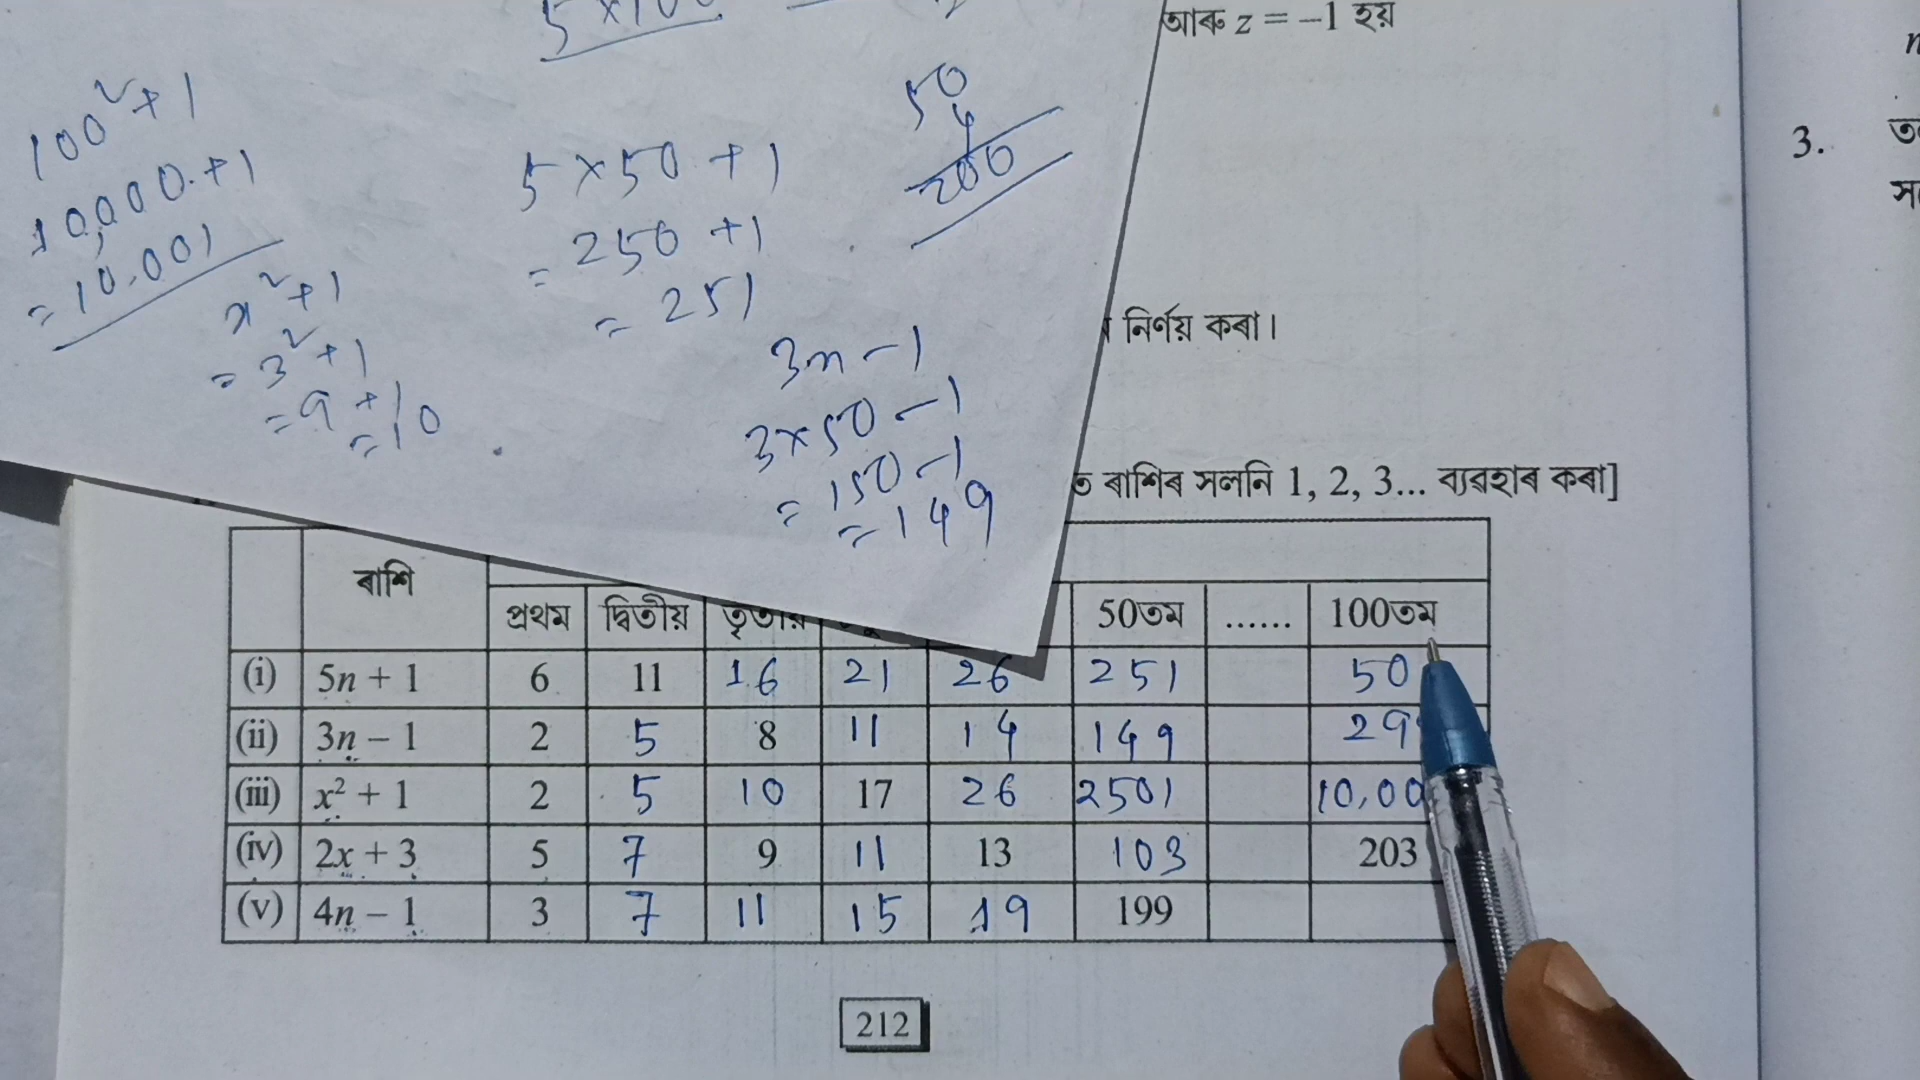 আৰু z = –1 হয়
100² + 1
10,000 + 1
= 10,001
x² + 1
= 3² + 1
= 9 + 1
= 10
5 × 50 + 1
= 250 + 1
= 251
50
4
200
3n – 1
3 × 50 – 1
= 150 – 1
= 149
নিৰ্ণয় কৰা।
ৰাশিৰ সলনি 1, 2, 3... ব্যৱহাৰ কৰা]
ৰাশি
প্ৰথম দ্বিতীয় তৃতীয় 50তম ...... 100তম
(i) 5n + 1 6 11 16 21 26 251 50
(ii) 3n – 1 2 5 8 11 14 149 29
(iii) x² + 1 2 5 10 17 26 2501 10,00
(iv) 2x + 3 5 7 9 11 13 103 203
(v) 4n – 1 3 7 11 15 19 199
212
3.